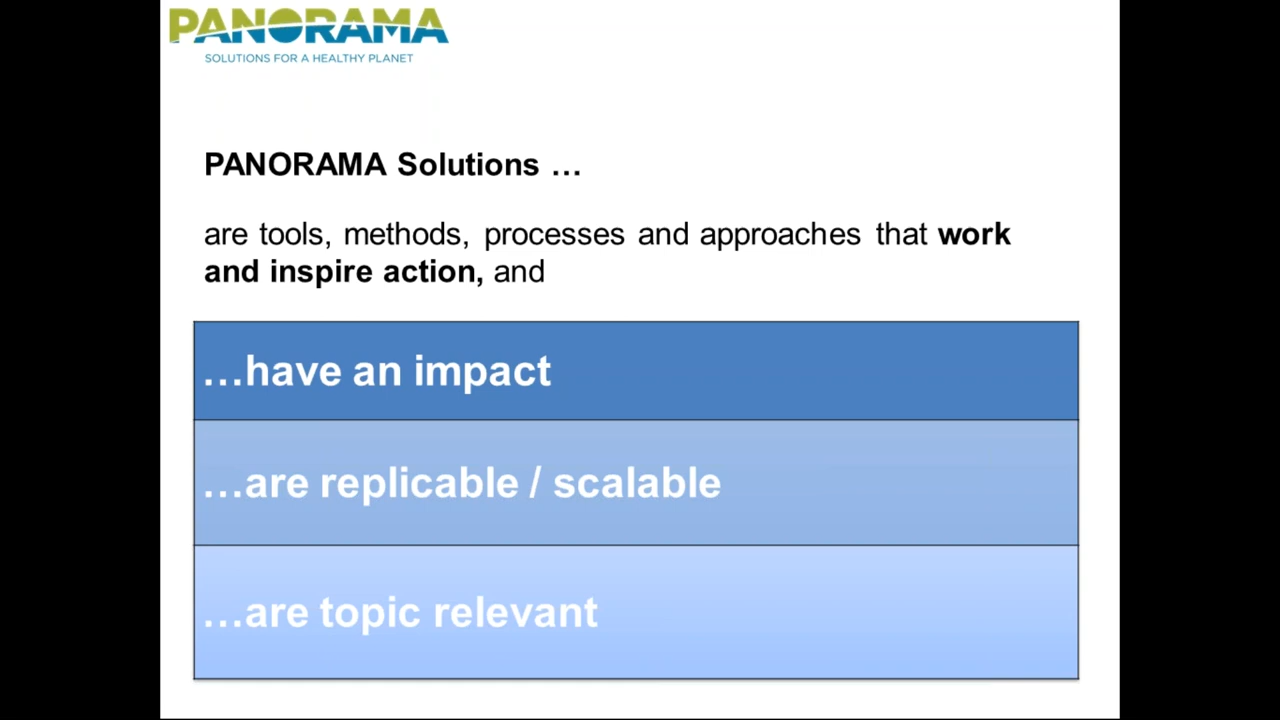 PANORAMA
SOLUTIONS FOR A HEALTHY PLANET
PANORAMA Solutions …
are tools, methods, processes and approaches that work
and inspire action, and
…have an impact
…are replicable / scalable
…are topic relevant